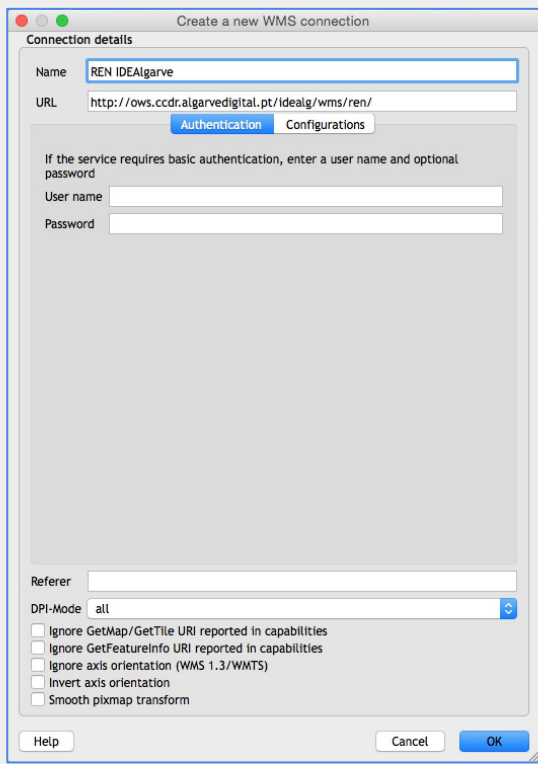 Create a new WMS connection
Connection details
Name REN IDEAlgarve
URL http://ows.ccdr.algarvedigital.pt/idealg/wms/ren/
Authentication Configurations
If the service requires basic authentication, enter a user name and optional
password
User name
Password
Referer
DPI-Mode all
Ignore GetMap/GetTile URI reported in capabilities
Ignore GetFeatureInfo URI reported in capabilities
Ignore axis orientation (WMS 1.3/WMTS)
Invert axis orientation
Smooth pixmap transform
Help Cancel OK